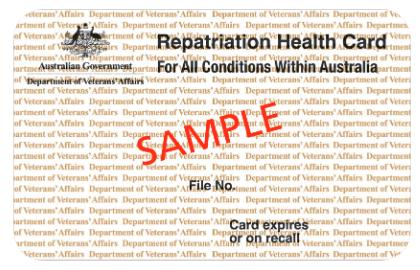 Australian Government
Department of Veterans' Affairs
Repatriation Health Card
For All Conditions Within Australia
SAMPLE
File No.
Card expires
or on recall